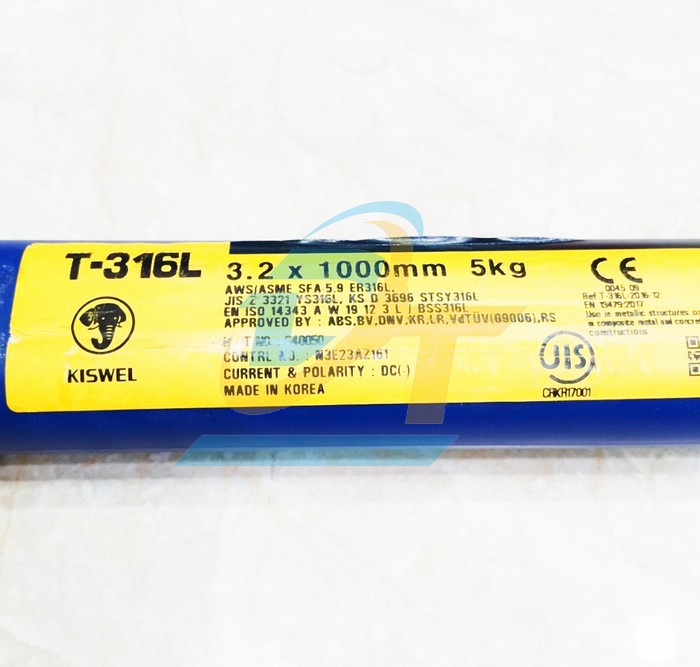 T-316L 3.2 x 1000mm 5kg
AWS/ASME SFA 5.9 ER316L,
JIS Z 3321 YS316L, KS D 3696 STSY316L
EN ISO 14343 A W 19 12 3 L / BSS316L
APPROVED BY : ABS,BV,DNV,KR,LR,VdTÜV(09006),RS
CONTRL NO. : N3E23AZ161
CURRENT & POLARITY : DC(-)
MADE IN KOREA
KISWEL
CE
0045 09
Ref.T-316L-2016-12
EN 13479:2017
Use in metallic structures or
in composite metal and concrete
constructions
JIS
CRKR17001